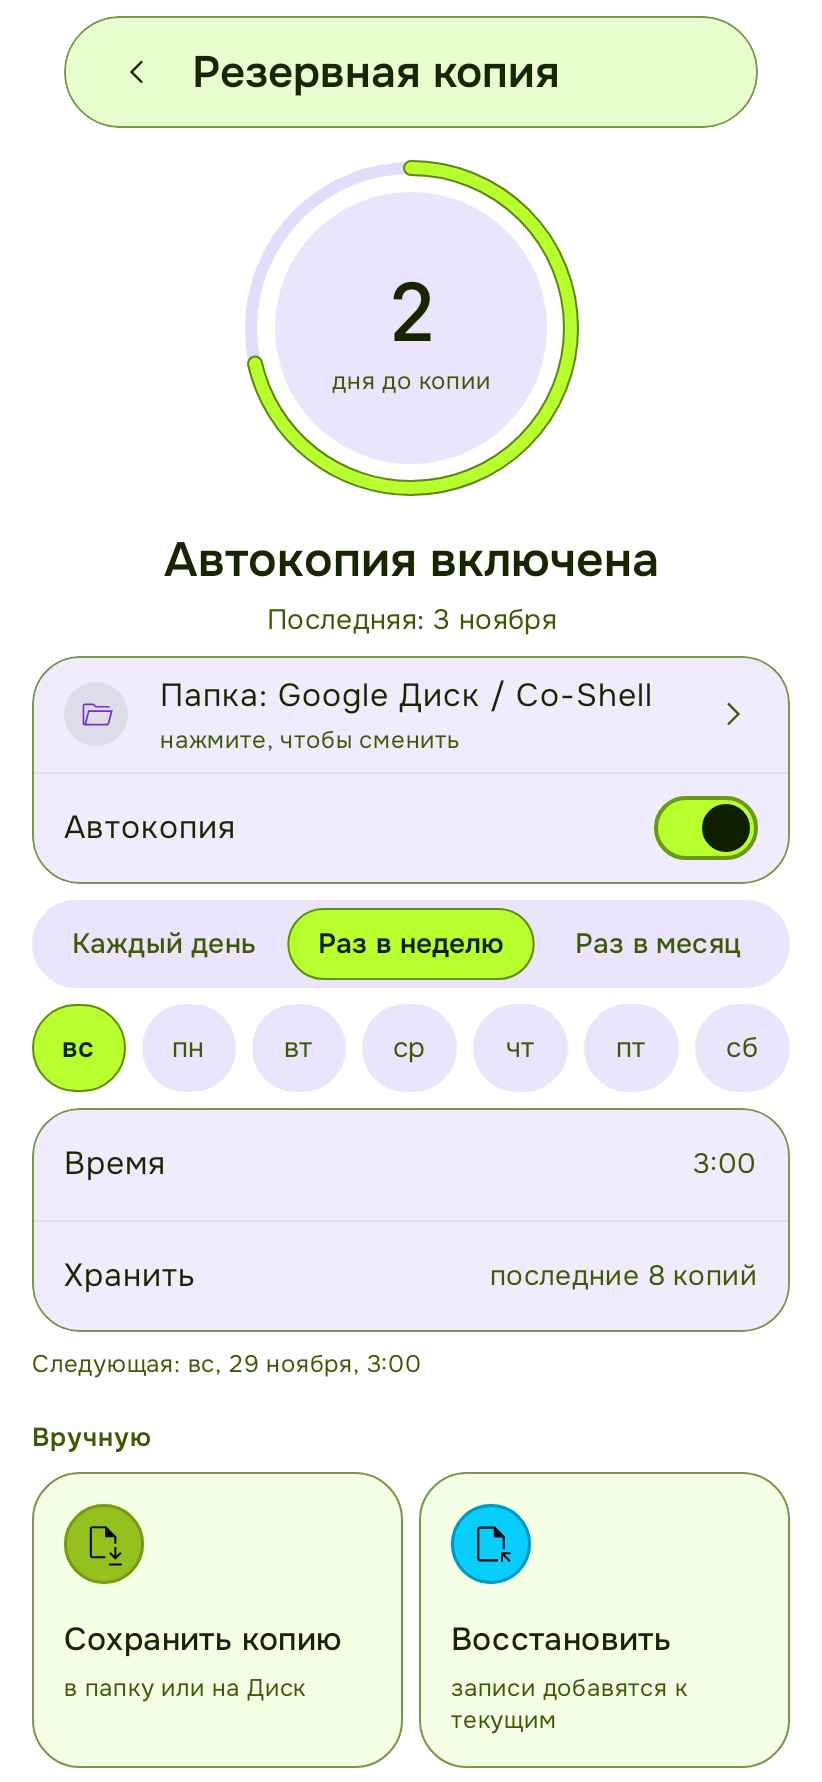 Резервная копия
2
дня до копии
Автокопия включена
Последняя: 3 ноября
Папка: Google Диск / Co-Shell
нажмите, чтобы сменить
Автокопия
Каждый день Раз в неделю Раз в месяц
вс пн вт ср чт пт сб
Время 3:00
Хранить последние 8 копий
Следующая: вс, 29 ноября, 3:00
Вручную
Сохранить копию
в папку или на Диск
Восстановить
записи добавятся к
текущим